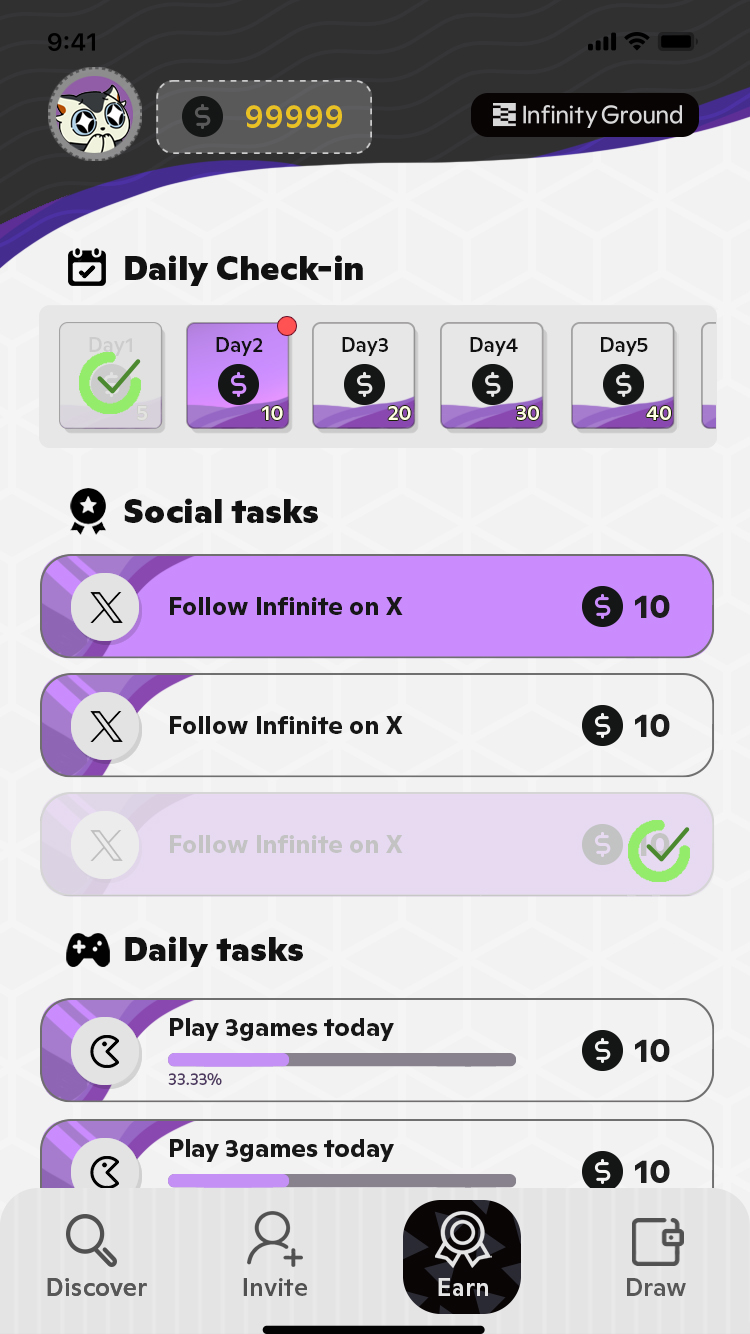 9:41
$ 99999
Infinity Ground
Daily Check-in
Day1 Day2 Day3 Day4 Day5
$ $ $ $ $
5 10 20 30 40
Social tasks
X Follow Infinite on X $ 10
X Follow Infinite on X $ 10
X Follow Infinite on X $ 10
Daily tasks
Play 3games today
$ 10
33.33%
Play 3games today
$ 10
Discover Invite Earn Draw